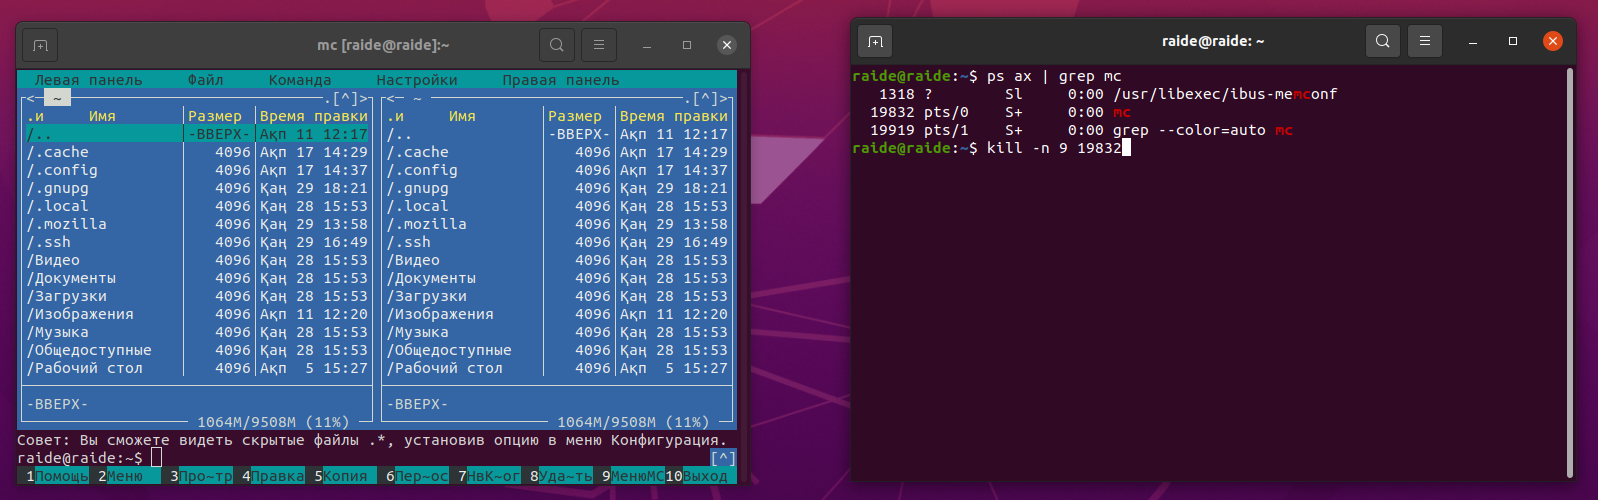 mc [raide@raide]:~
Левая панель Файл Команда Настройки Правая панель
<─ ~ ─.[^]>
.и Имя Размер Время правки
/.. -ВВЕРХ- Ақп 11 12:17
/.cache 4096 Ақп 17 14:29
/.config 4096 Ақп 17 14:37
/.gnupg 4096 Қаң 29 18:21
/.local 4096 Қаң 28 15:53
/.mozilla 4096 Қаң 29 13:58
/.ssh 4096 Қаң 29 16:49
/Видео 4096 Қаң 28 15:53
/Документы 4096 Қаң 28 15:53
/Загрузки 4096 Қаң 28 15:53
/Изображения 4096 Ақп 11 12:20
/Музыка 4096 Қаң 28 15:53
/Общедоступные 4096 Қаң 28 15:53
/Рабочий стол 4096 Ақп 5 15:27
-ВВЕРХ-
1064M/9508M (11%)
<─ ~ ─.[^]>
.и Имя Размер Время правки
/.. -ВВЕРХ- Ақп 11 12:17
/.cache 4096 Ақп 17 14:29
/.config 4096 Ақп 17 14:37
/.gnupg 4096 Қаң 29 18:21
/.local 4096 Қаң 28 15:53
/.mozilla 4096 Қаң 29 13:58
/.ssh 4096 Қаң 29 16:49
/Видео 4096 Қаң 28 15:53
/Документы 4096 Қаң 28 15:53
/Загрузки 4096 Қаң 28 15:53
/Изображения 4096 Ақп 11 12:20
/Музыка 4096 Қаң 28 15:53
/Общедоступные 4096 Қаң 28 15:53
/Рабочий стол 4096 Ақп 5 15:27
-ВВЕРХ-
1064M/9508M (11%)
Совет: Вы сможете видеть скрытые файлы .*, установив опцию в меню Конфигурация.
raide@raide:~$ [^]
1Помощь 2Меню 3Про~тр 4Правка 5Копия 6Пер~ос 7НвК~ог 8Уда~ть 9МенюMC 10Выход
raide@raide: ~
raide@raide:~$ ps ax | grep mc
1318 ? Sl 0:00 /usr/libexec/ibus-memconf
19832 pts/0 S+ 0:00 mc
19919 pts/1 S+ 0:00 grep --color=auto mc
raide@raide:~$ kill -n 9 19832